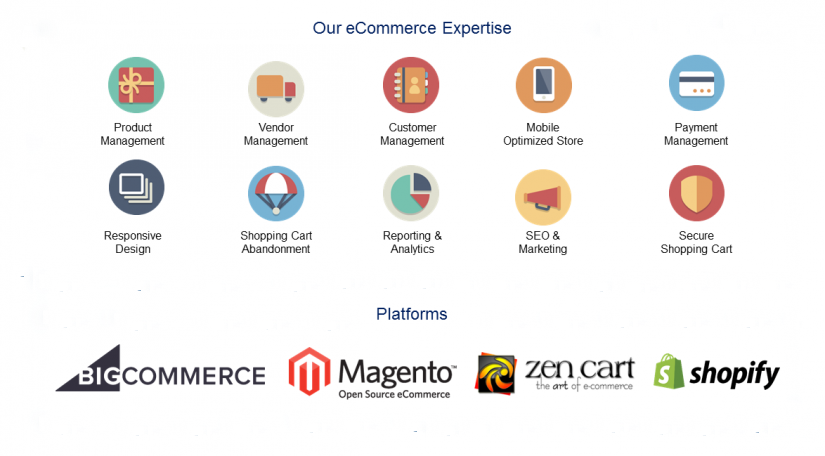 Our eCommerce Expertise
Product
Management
Vendor
Management
Customer
Management
Mobile
Optimized Store
Payment
Management
Responsive
Design
Shopping Cart
Abandonment
Reporting &
Analytics
SEO &
Marketing
Secure
Shopping Cart
Platforms
BIGCOMMERCE
Magento™
Open Source eCommerce
zen cart
the art of e-commerce
S shopify